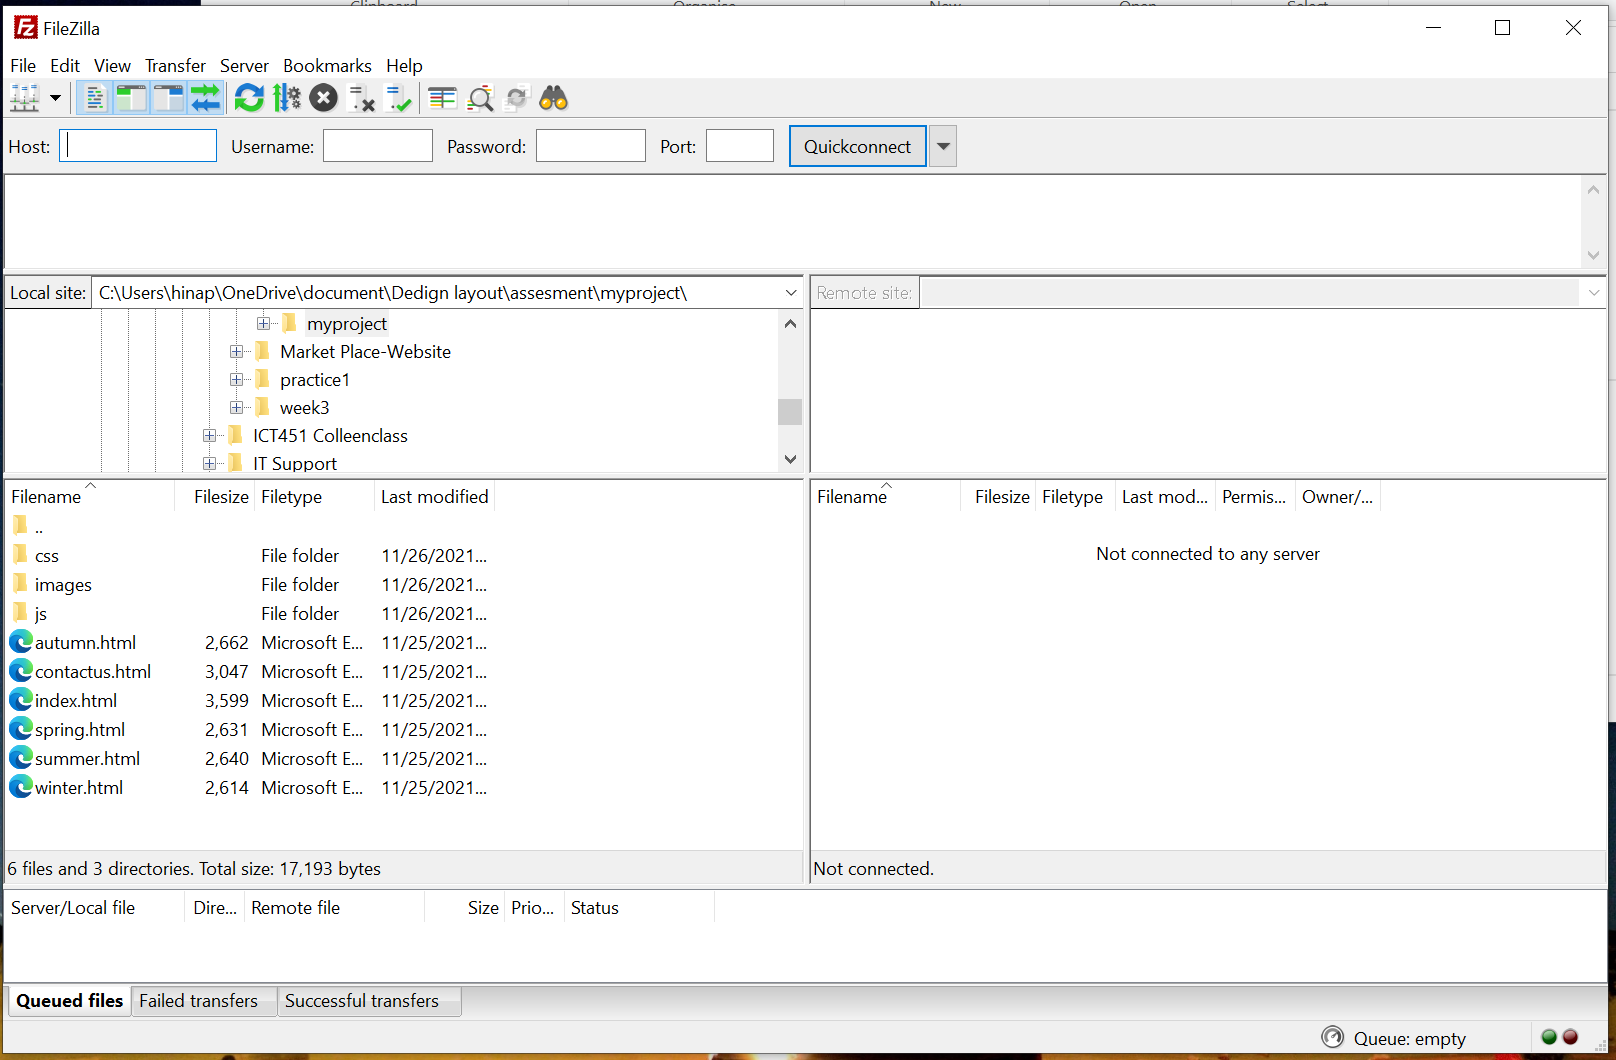 Clipboard Organise New Open Select
FileZilla
File Edit View Transfer Server Bookmarks Help
Host: Username: Password: Port: Quickconnect
Local site: C:\Users\hinap\OneDrive\document\Dedign layout\assesment\myproject\ Remote site:
myproject
Market Place-Website
practice1
week3
ICT451 Colleenclass
IT Support
Filename Filesize Filetype Last modified
..
css File folder 11/26/2021...
images File folder 11/26/2021...
js File folder 11/26/2021...
autumn.html 2,662 Microsoft E... 11/25/2021...
contactus.html 3,047 Microsoft E... 11/25/2021...
index.html 3,599 Microsoft E... 11/25/2021...
spring.html 2,631 Microsoft E... 11/25/2021...
summer.html 2,640 Microsoft E... 11/25/2021...
winter.html 2,614 Microsoft E... 11/25/2021...
6 files and 3 directories. Total size: 17,193 bytes
Filename Filesize Filetype Last mod... Permis... Owner/...
Not connected to any server
Not connected.
Server/Local file Dire... Remote file Size Prio... Status
Queued files Failed transfers Successful transfers
Queue: empty